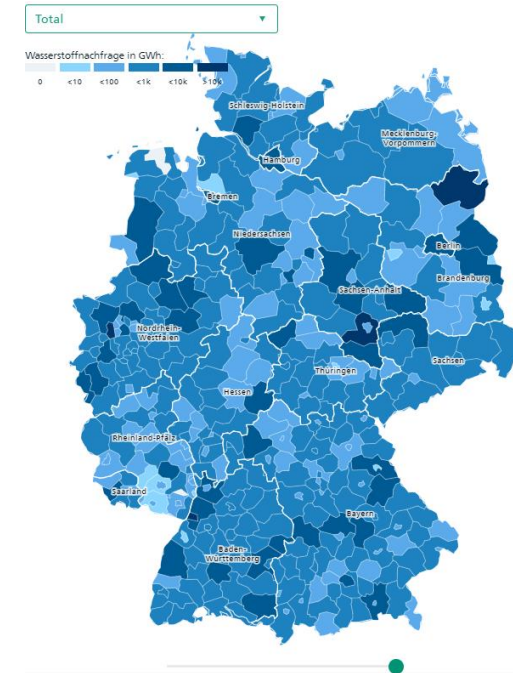 Total
Wasserstoffnachfrage in GWh:
0 <10 <100 <1k <10k >10k
Schleswig-Holstein
Mecklenburg-
Vorpommern
Hamburg
Bremen
Niedersachsen
Berlin
Brandenburg
Sachsen-Anhalt
Nordrhein-
Westfalen
Sachsen
Thüringen
Hessen
Rheinland-Pfalz
Saarland
Bayern
Baden-
Württemberg